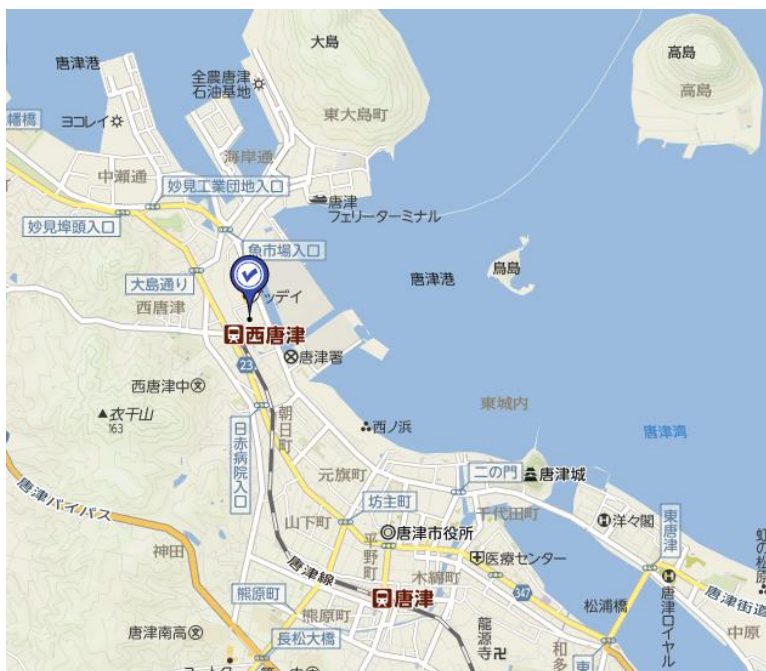 大島
高島
高島
唐津港
全農唐津
石油基地
ヨコレイ
東大島町
幡橋
海岸通
中瀬通
妙見工業団地入口
唐津
フェリーターミナル
妙見埠頭入口
魚市場入口
鳥島
唐津港
大島通り
グッデイ
西唐津
西唐津
唐津署
23
西唐津中
衣干山
163
朝日町
日赤病院入口
西ノ浜
東城内
唐津湾
元旗町
二の門
唐津城
唐津バイパス
坊主町
山下町
千代田町
唐津市役所
洋々閣
東唐津
神田
平野町
医療センター
虹の松原
唐津線
木綿町
熊原町
唐津
347
松浦橋
唐津ロイヤル
唐津街道
熊原町
唐津南高
長松大橋
龍源寺
和多
東
中原